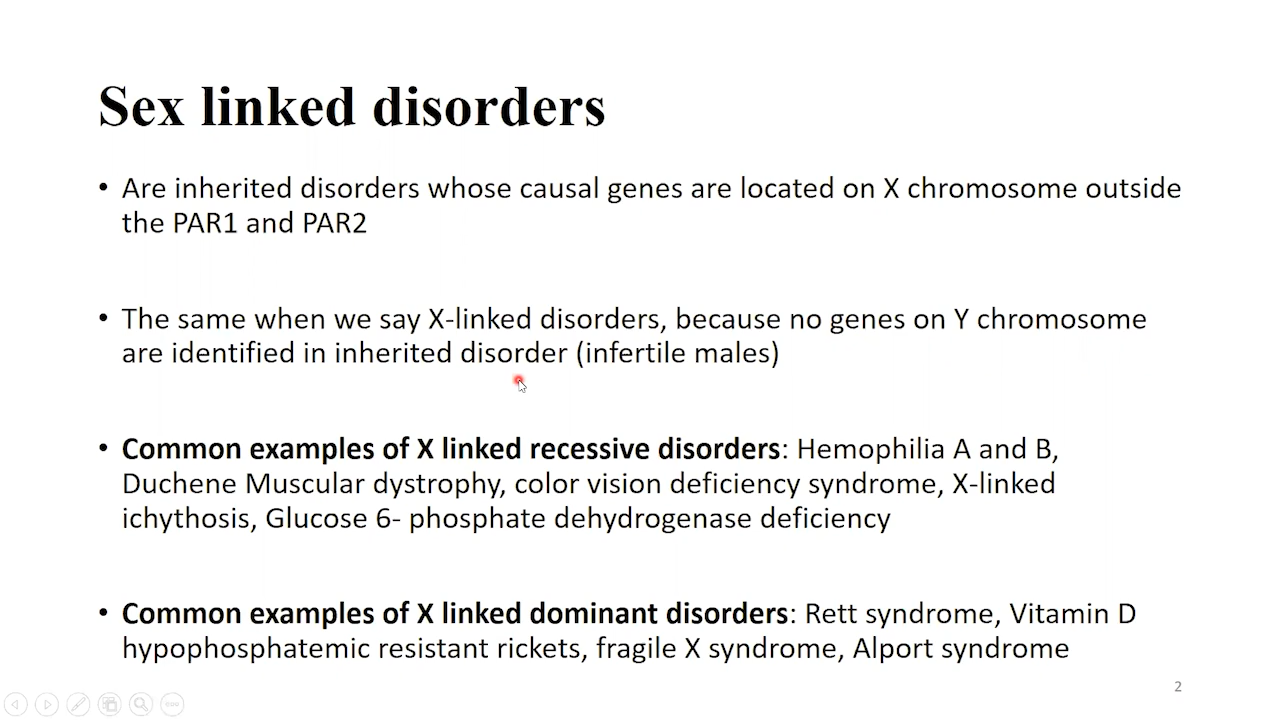 Sex linked disorders
• Are inherited disorders whose causal genes are located on X chromosome outside
the PAR1 and PAR2
• The same when we say X-linked disorders, because no genes on Y chromosome
are identified in inherited disorder (infertile males)
• Common examples of X linked recessive disorders: Hemophilia A and B,
Duchene Muscular dystrophy, color vision deficiency syndrome, X-linked
ichythosis, Glucose 6- phosphate dehydrogenase deficiency
• Common examples of X linked dominant disorders: Rett syndrome, Vitamin D
hypophosphatemic resistant rickets, fragile X syndrome, Alport syndrome
2